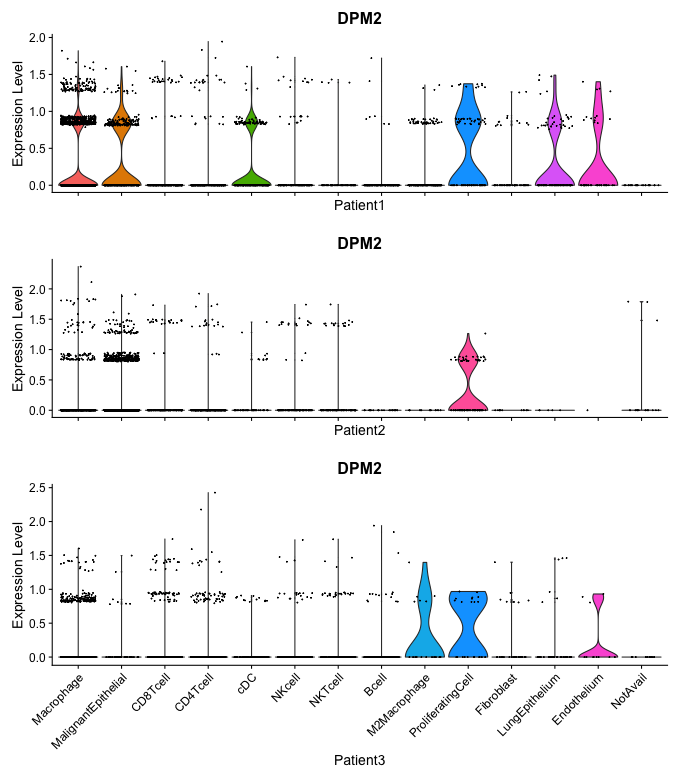 DPM2
Expression Level
2.0
1.5
1.0
0.5
0.0
Patient1
DPM2
Expression Level
2.0
1.5
1.0
0.5
0.0
Patient2
DPM2
Expression Level
2.5
2.0
1.5
1.0
0.5
0.0
Macrophage
MalignantEpithelial
CD8Tcell
CD4Tcell
cDC
NKcell
NKTcell
Bcell
M2Macrophage
ProliferatingCell
Fibroblast
LungEpithelium
Endothelium
NotAvail
Patient3